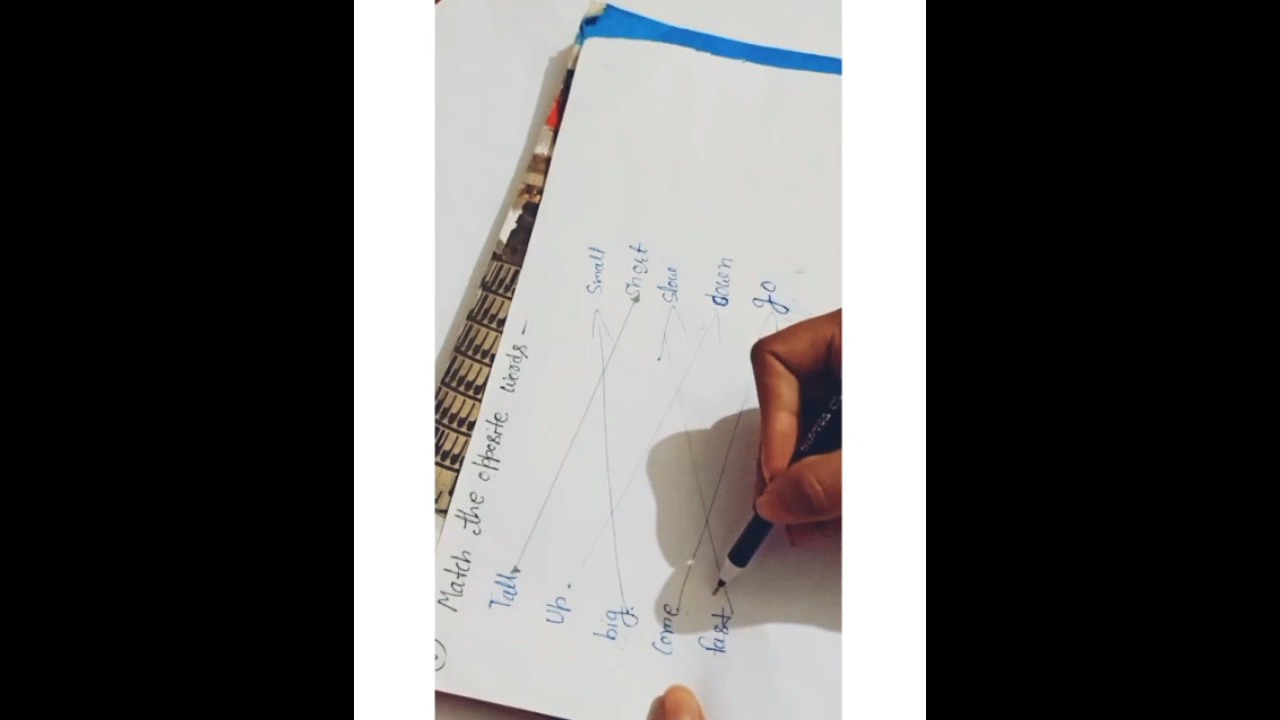 Match the opposite words -
Tall small
Up short
big slow
Come down
fast go